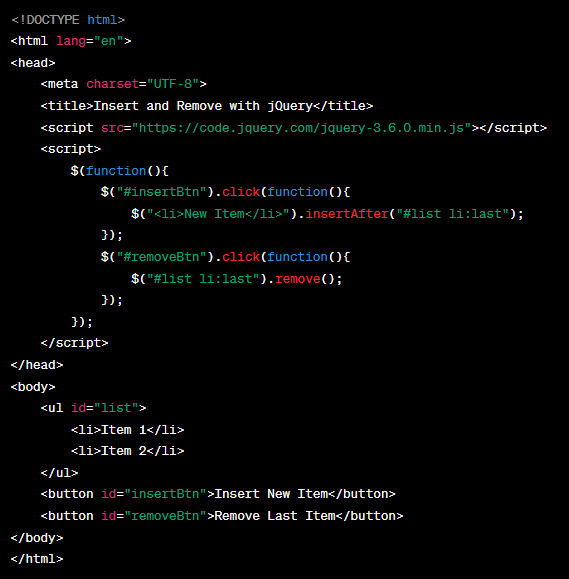 <!DOCTYPE html>
<html lang="en">
<head>
    <meta charset="UTF-8">
    <title>Insert and Remove with jQuery</title>
    <script src="https://code.jquery.com/jquery-3.6.0.min.js"></script>
    <script>
        $(function(){
            $("#insertBtn").click(function(){
                $("<li>New Item</li>").insertAfter("#list li:last");
            });
            $("#removeBtn").click(function(){
                $("#list li:last").remove();
            });
        });
    </script>
</head>
<body>
    <ul id="list">
        <li>Item 1</li>
        <li>Item 2</li>
    </ul>
    <button id="insertBtn">Insert New Item</button>
    <button id="removeBtn">Remove Last Item</button>
</body>
</html>